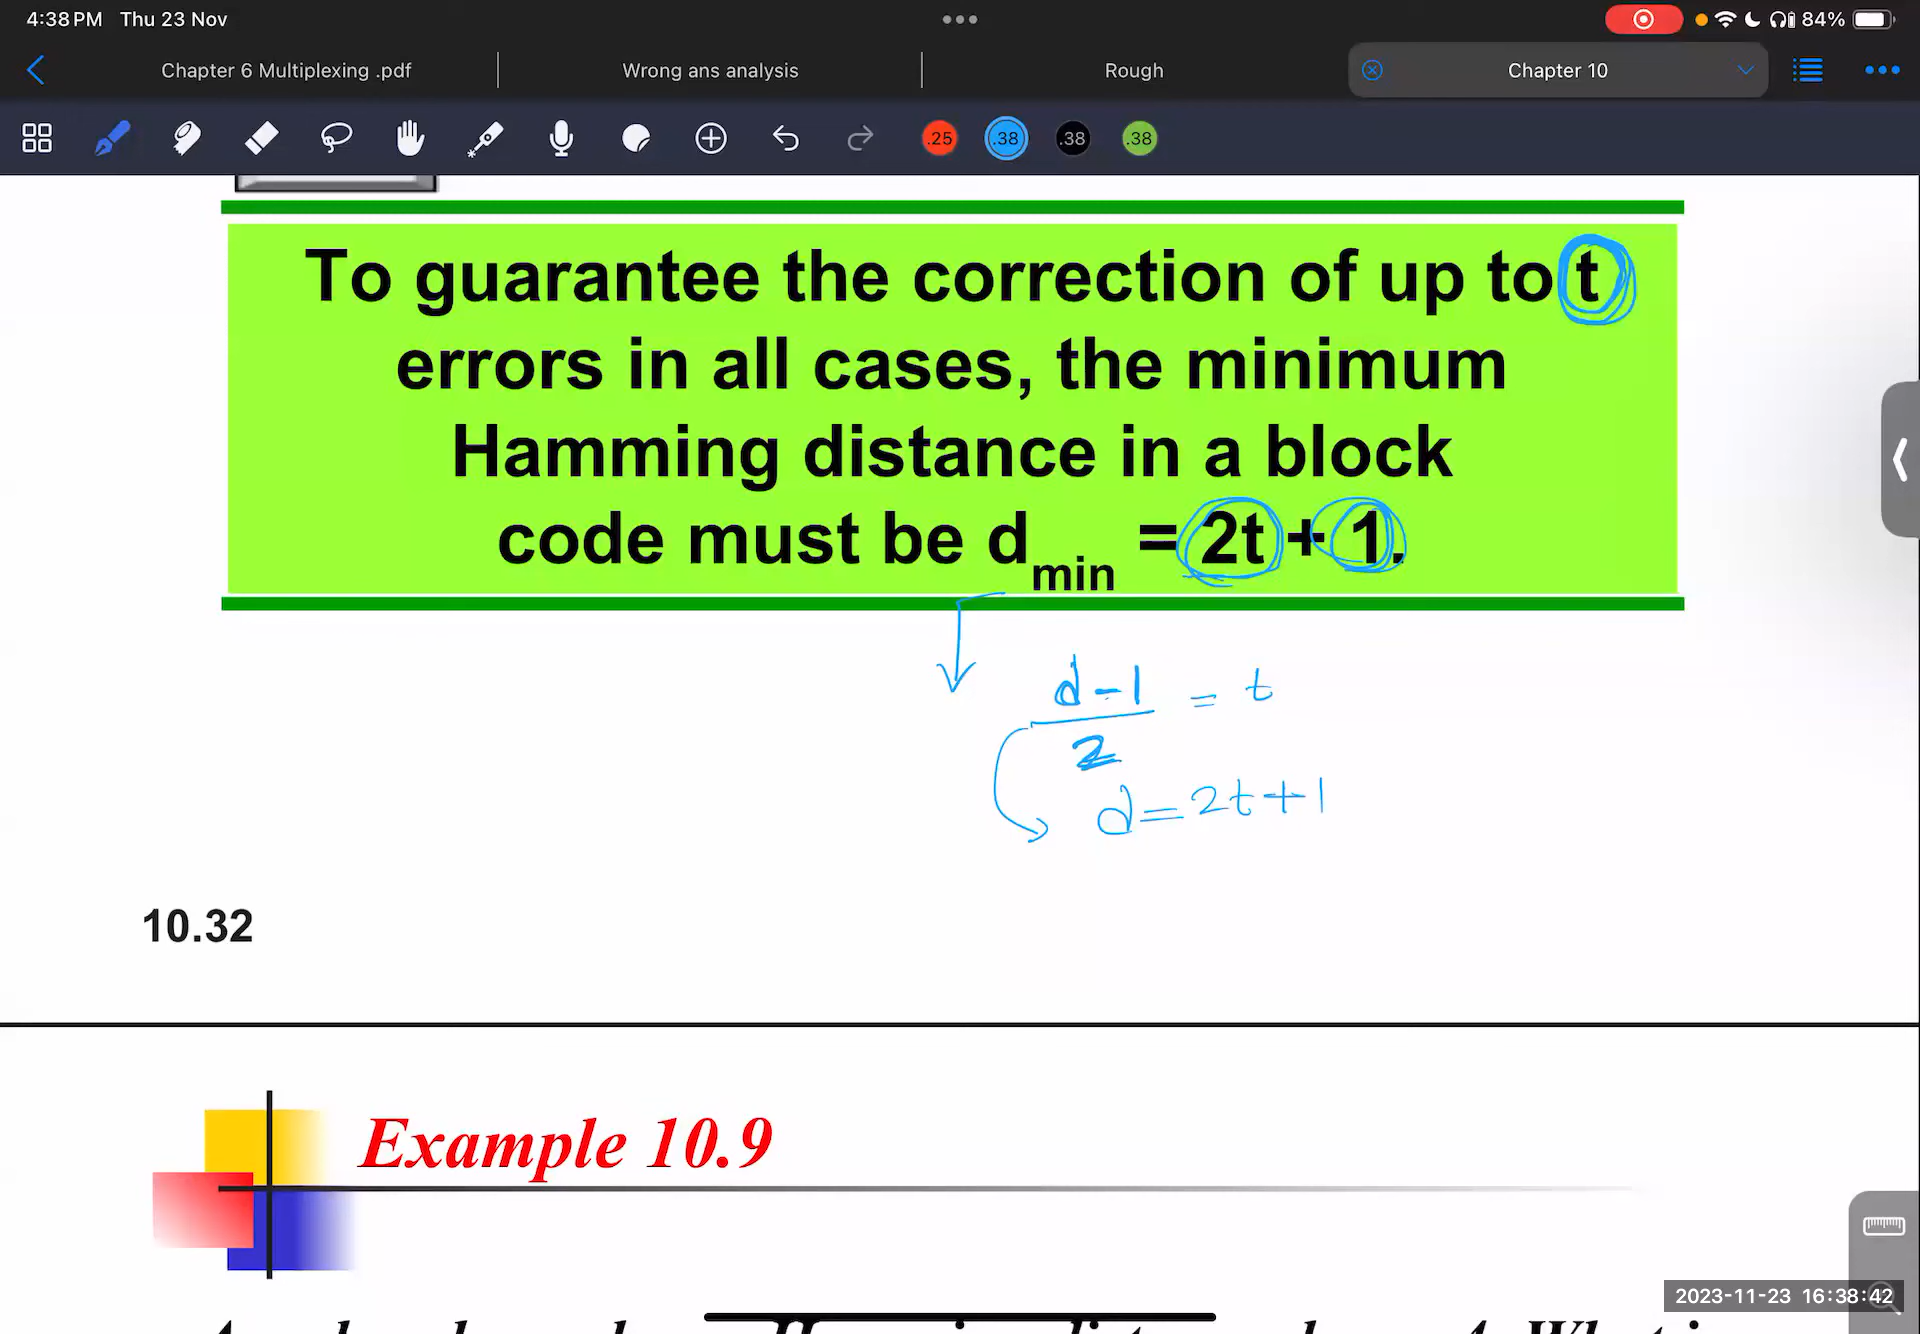 4:38 PM Thu 23 Nov
84%
Chapter 6 Multiplexing .pdf
Wrong ans analysis
Rough
Chapter 10
.25 .38 .38 .38
To guarantee the correction of up to t
errors in all cases, the minimum
Hamming distance in a block
code must be dmin = 2t + 1.
d-1 = t
2
d=2t+1
10.32
Example 10.9
2023-11-23 16:38:42